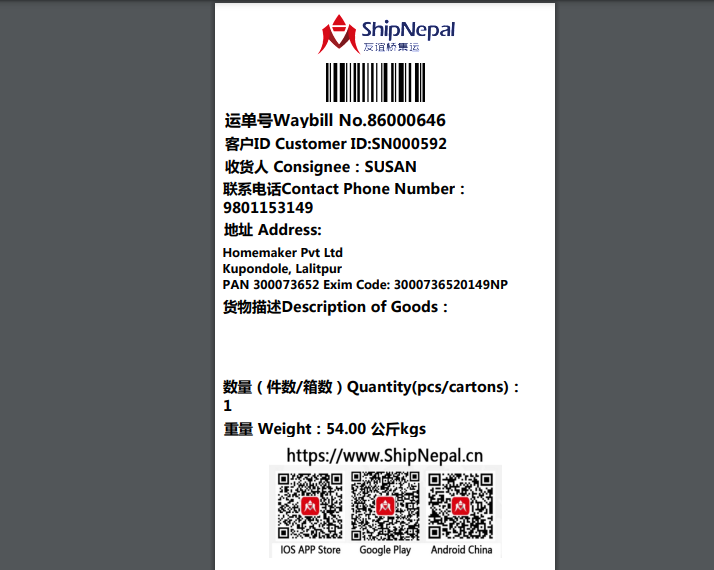 ShipNepal
友谊桥集运
运单号Waybill No.86000646
客户ID Customer ID:SN000592
收货人 Consignee：SUSAN
联系电话Contact Phone Number：
9801153149
地址 Address:
Homemaker Pvt Ltd
Kupondole, Lalitpur
PAN 300073652 Exim Code: 3000736520149NP
货物描述Description of Goods：
数量（件数/箱数）Quantity(pcs/cartons)：
1
重量 Weight：54.00 公斤kgs
https://www.ShipNepal.cn
IOS APP Store Google Play Android China